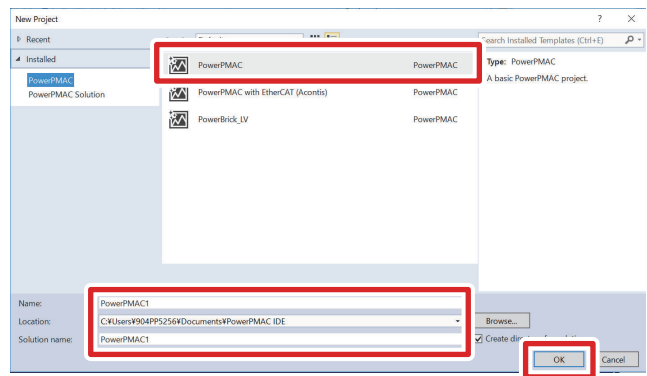 New Project
Recent
Installed
Search Installed Templates (Ctrl+E)
PowerPMAC
PowerPMAC Solution
PowerPMAC PowerPMAC
PowerPMAC with EtherCAT (Acontis) PowerPMAC
PowerBrick_LV PowerPMAC
Type: PowerPMAC
A basic PowerPMAC project.
Name: PowerPMAC1
Location: C:¥Users¥904PP5256¥Documents¥PowerPMAC IDE Browse...
Solution name: PowerPMAC1
Create
OK Cancel